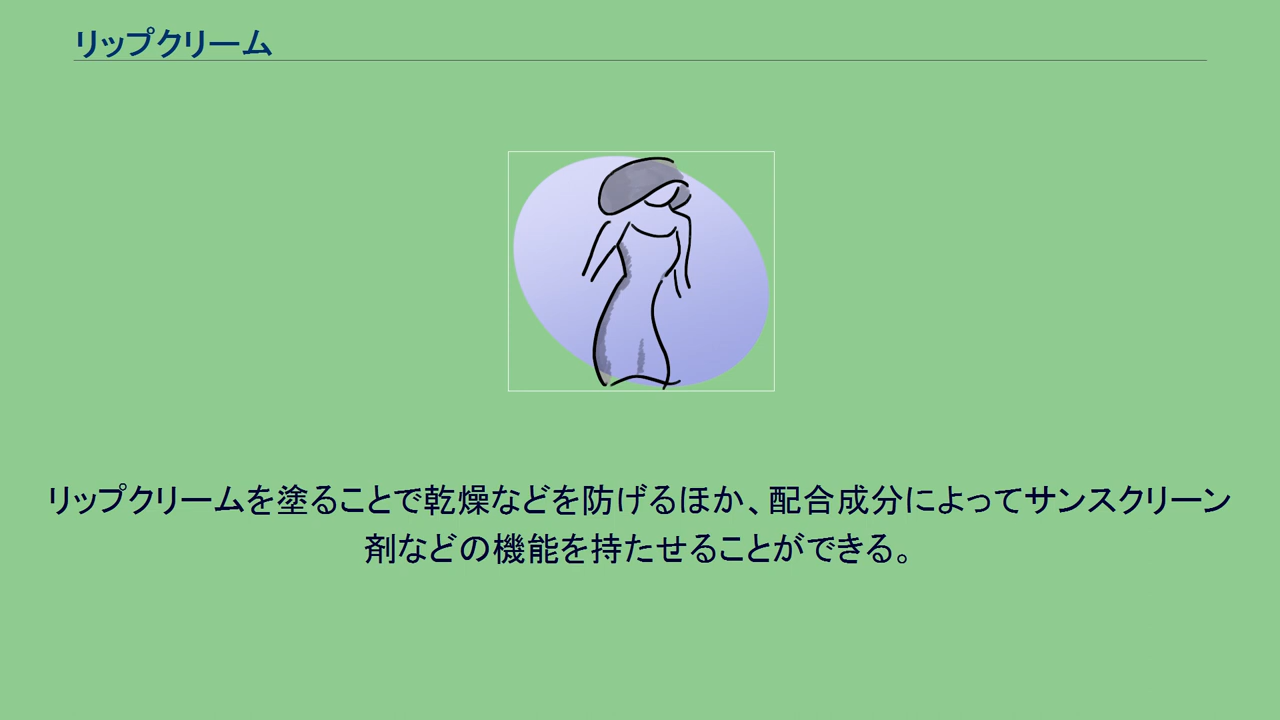 リップクリーム
リップクリームを塗ることで乾燥などを防げるほか、配合成分によってサンスクリーン
剤などの機能を持たせることができる。